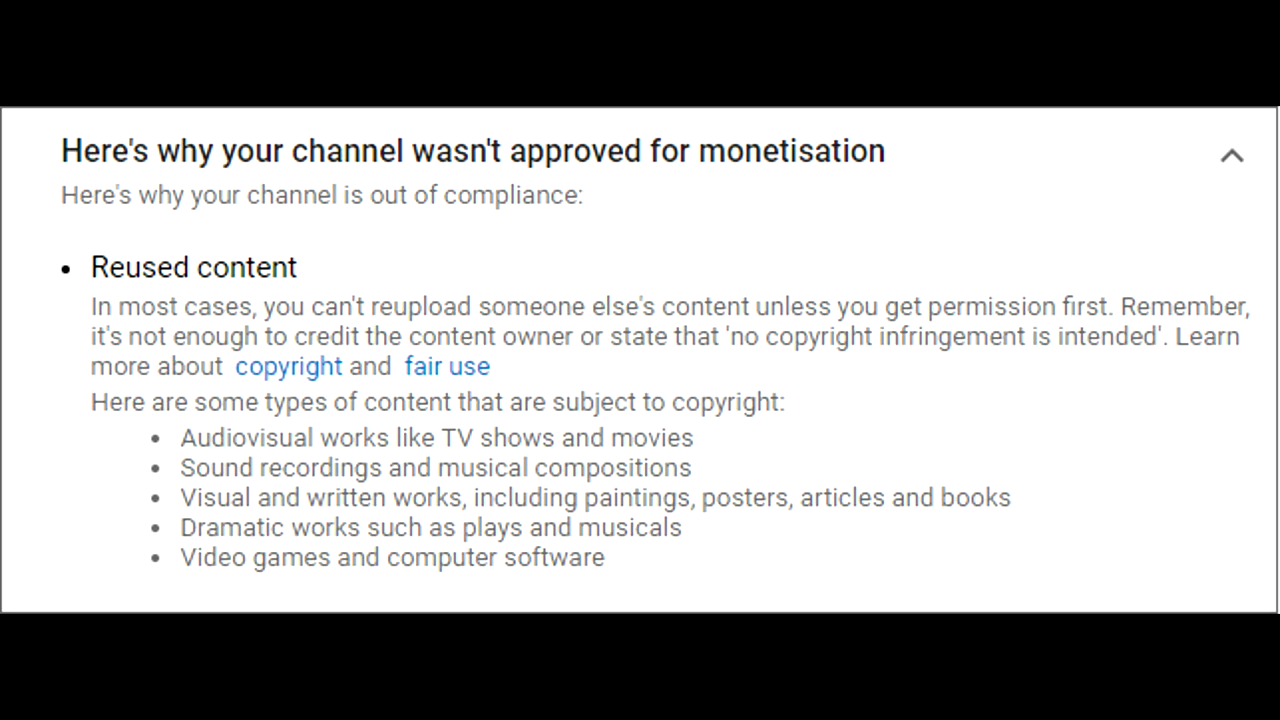 Here's why your channel wasn't approved for monetisation
Here's why your channel is out of compliance:
• Reused content
In most cases, you can't reupload someone else's content unless you get permission first. Remember,
it's not enough to credit the content owner or state that 'no copyright infringement is intended'. Learn
more about copyright and fair use
Here are some types of content that are subject to copyright:
• Audiovisual works like TV shows and movies
• Sound recordings and musical compositions
• Visual and written works, including paintings, posters, articles and books
• Dramatic works such as plays and musicals
• Video games and computer software